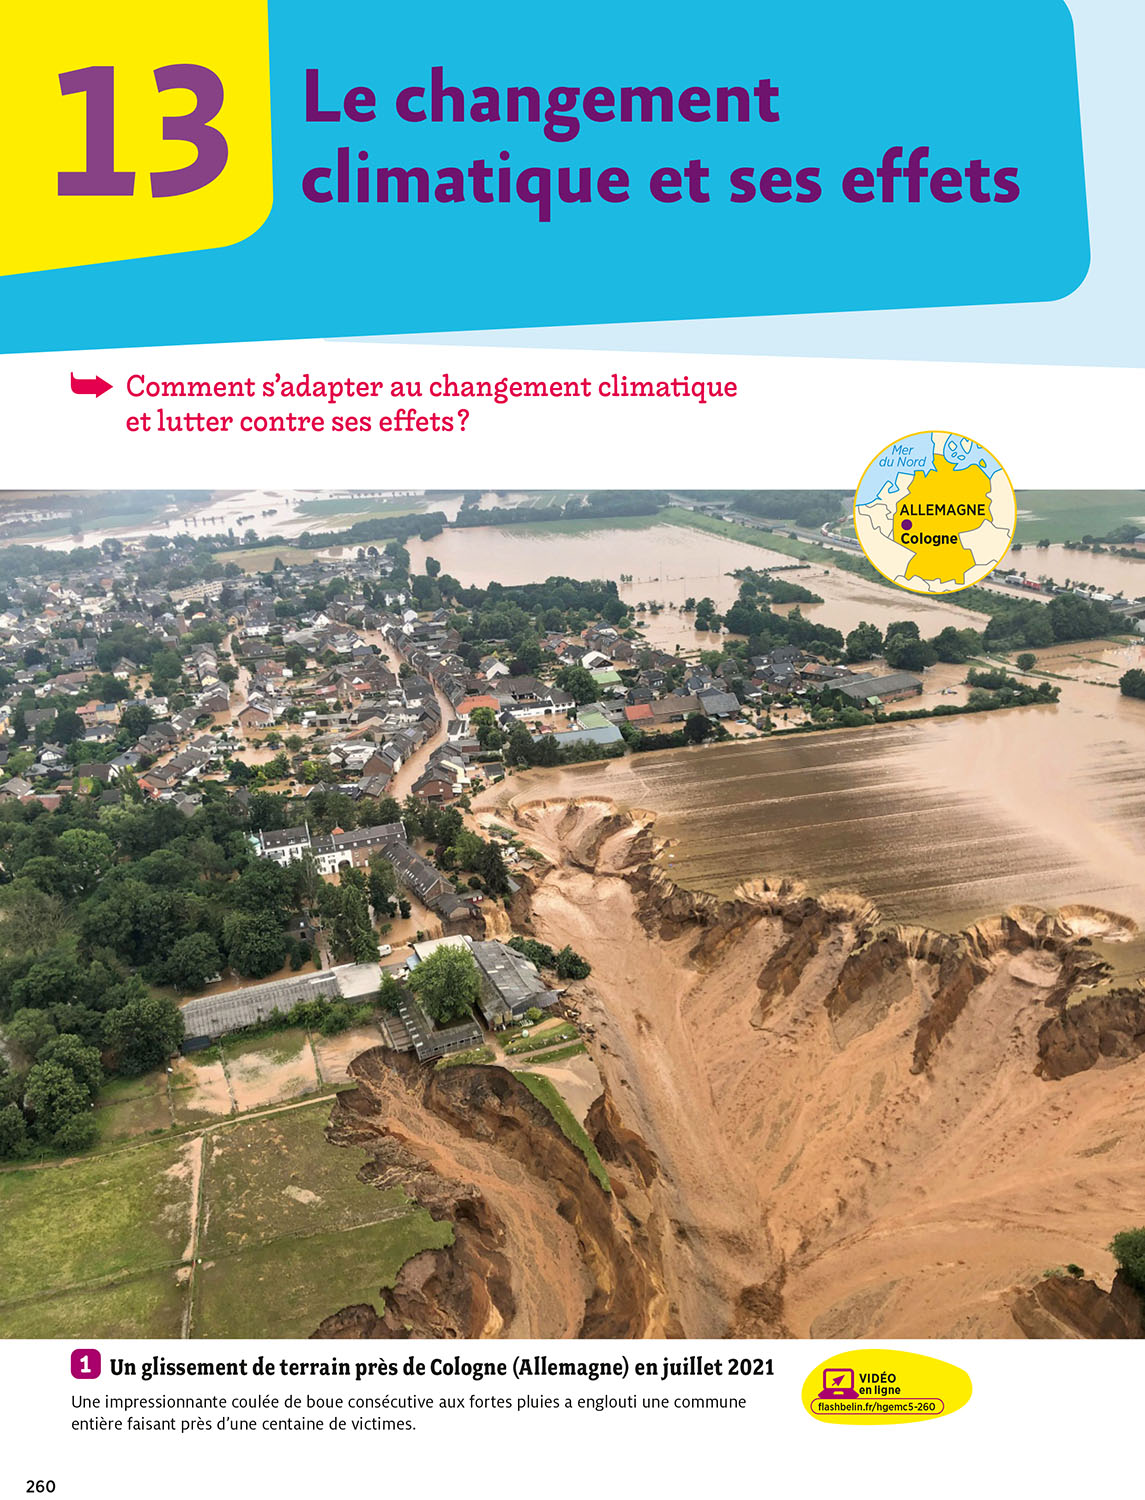 13
Le changement
climatique et ses effets
Comment s'adapter au changement climatique
et lutter contre ses effets ?
Mer
du Nord
ALLEMAGNE
Cologne
1 Un glissement de terrain près de Cologne (Allemagne) en juillet 2021
Une impressionnante coulée de boue consécutive aux fortes pluies a englouti une commune
entière faisant près d'une centaine de victimes.
VIDÉO
en ligne
flashbelin.fr/hgemc5-260
260